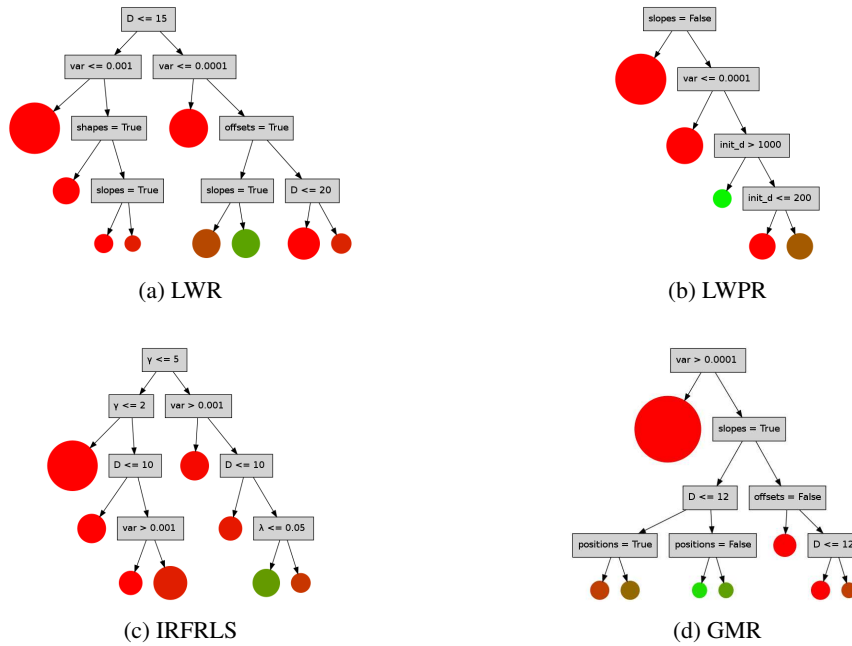 D <= 15
var <= 0.001
var <= 0.0001
shapes = True
offsets = True
slopes = True
slopes = True
D <= 20
(a) LWR
slopes = False
var <= 0.0001
init_d > 1000
init_d <= 200
(b) LWPR
γ <= 5
γ <= 2
var > 0.001
D <= 10
D <= 10
var > 0.001
λ <= 0.05
(c) IRFRLS
var > 0.0001
slopes = True
D <= 12
offsets = False
positions = True
positions = False
D <= 12
(d) GMR